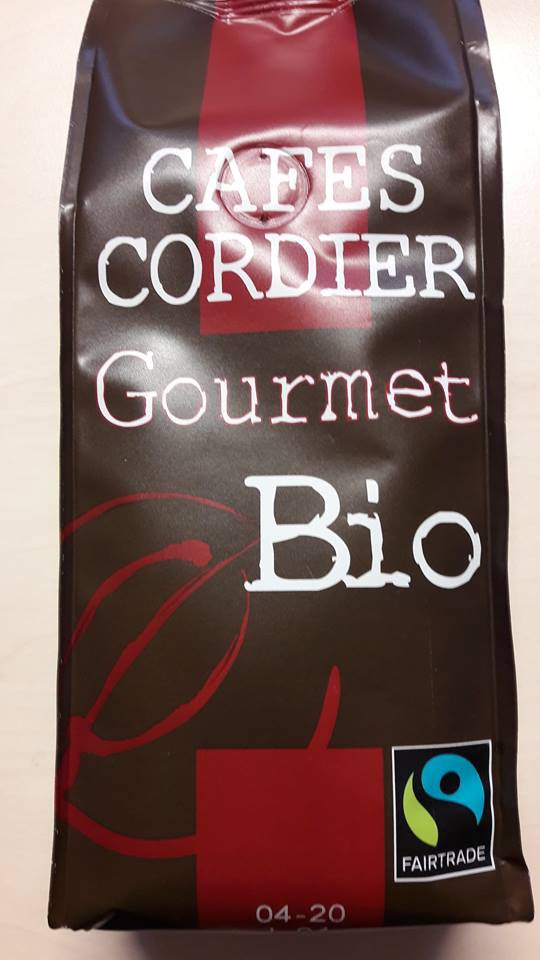 CAFES
CORDIER
Gourmet
Bio
FAIRTRADE
04-20